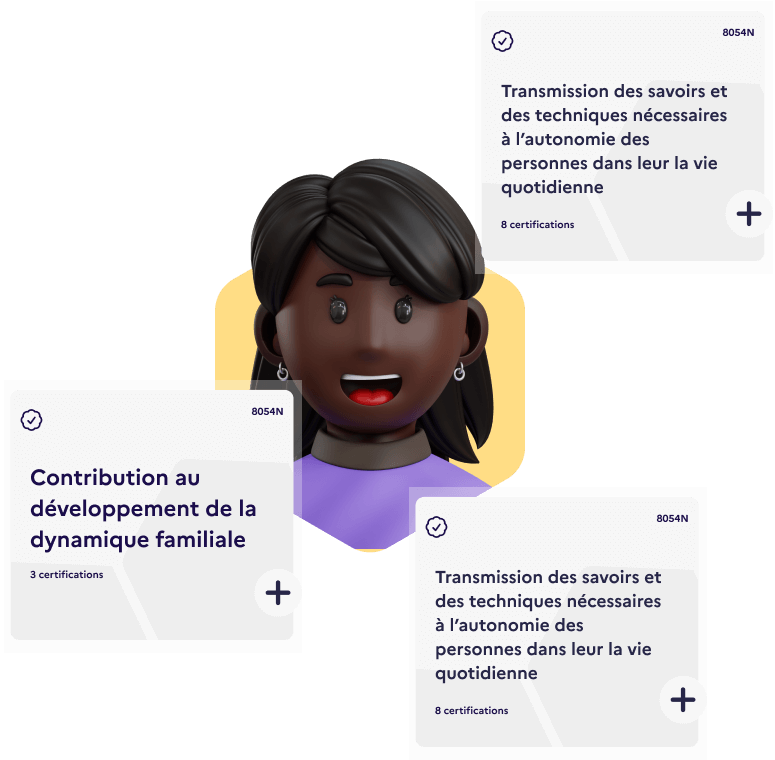 8054N
Transmission des savoirs et
des techniques nécessaires
à l’autonomie des
personnes dans leur la vie
quotidienne
8 certifications
8054N
Contribution au
développement de la
dynamique familiale
3 certifications
8054N
Transmission des savoirs et
des techniques nécessaires
à l’autonomie des
personnes dans leur la vie
quotidienne
8 certifications